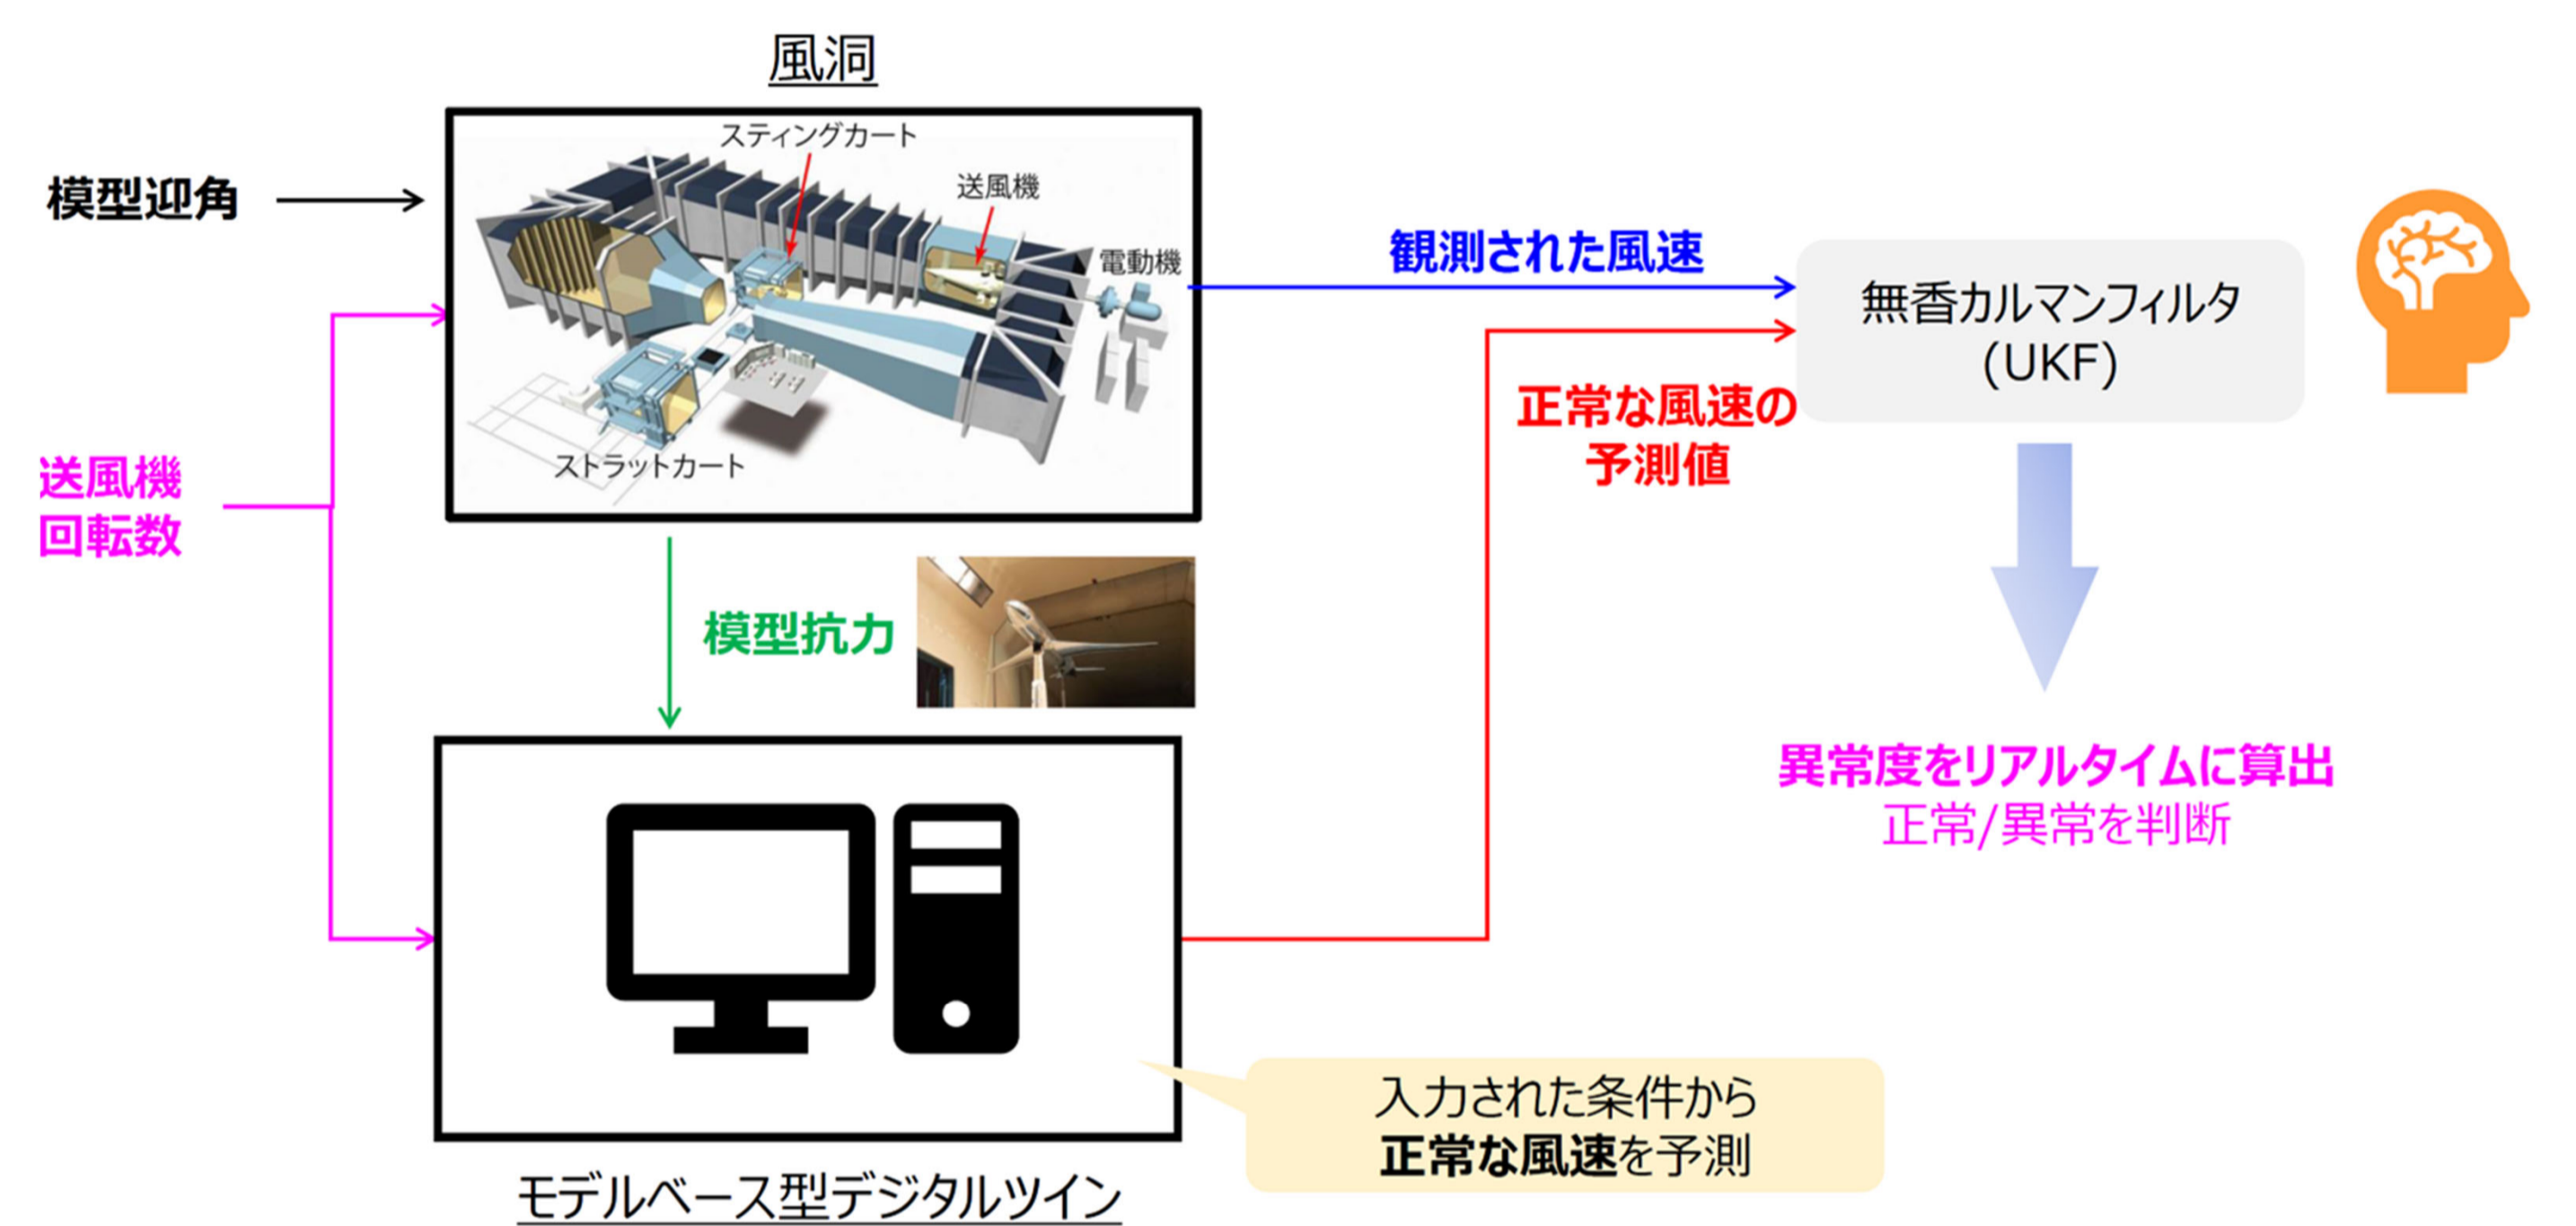 風洞
スティングカート
送風機
電動機
ストラットカート
模型迎角
送風機
回転数
模型抗力
観測された風速
正常な風速の
予測値
無香カルマンフィルタ
(UKF)
異常度をリアルタイムに算出
正常/異常を判断
入力された条件から
正常な風速を予測
モデルベース型デジタルツイン